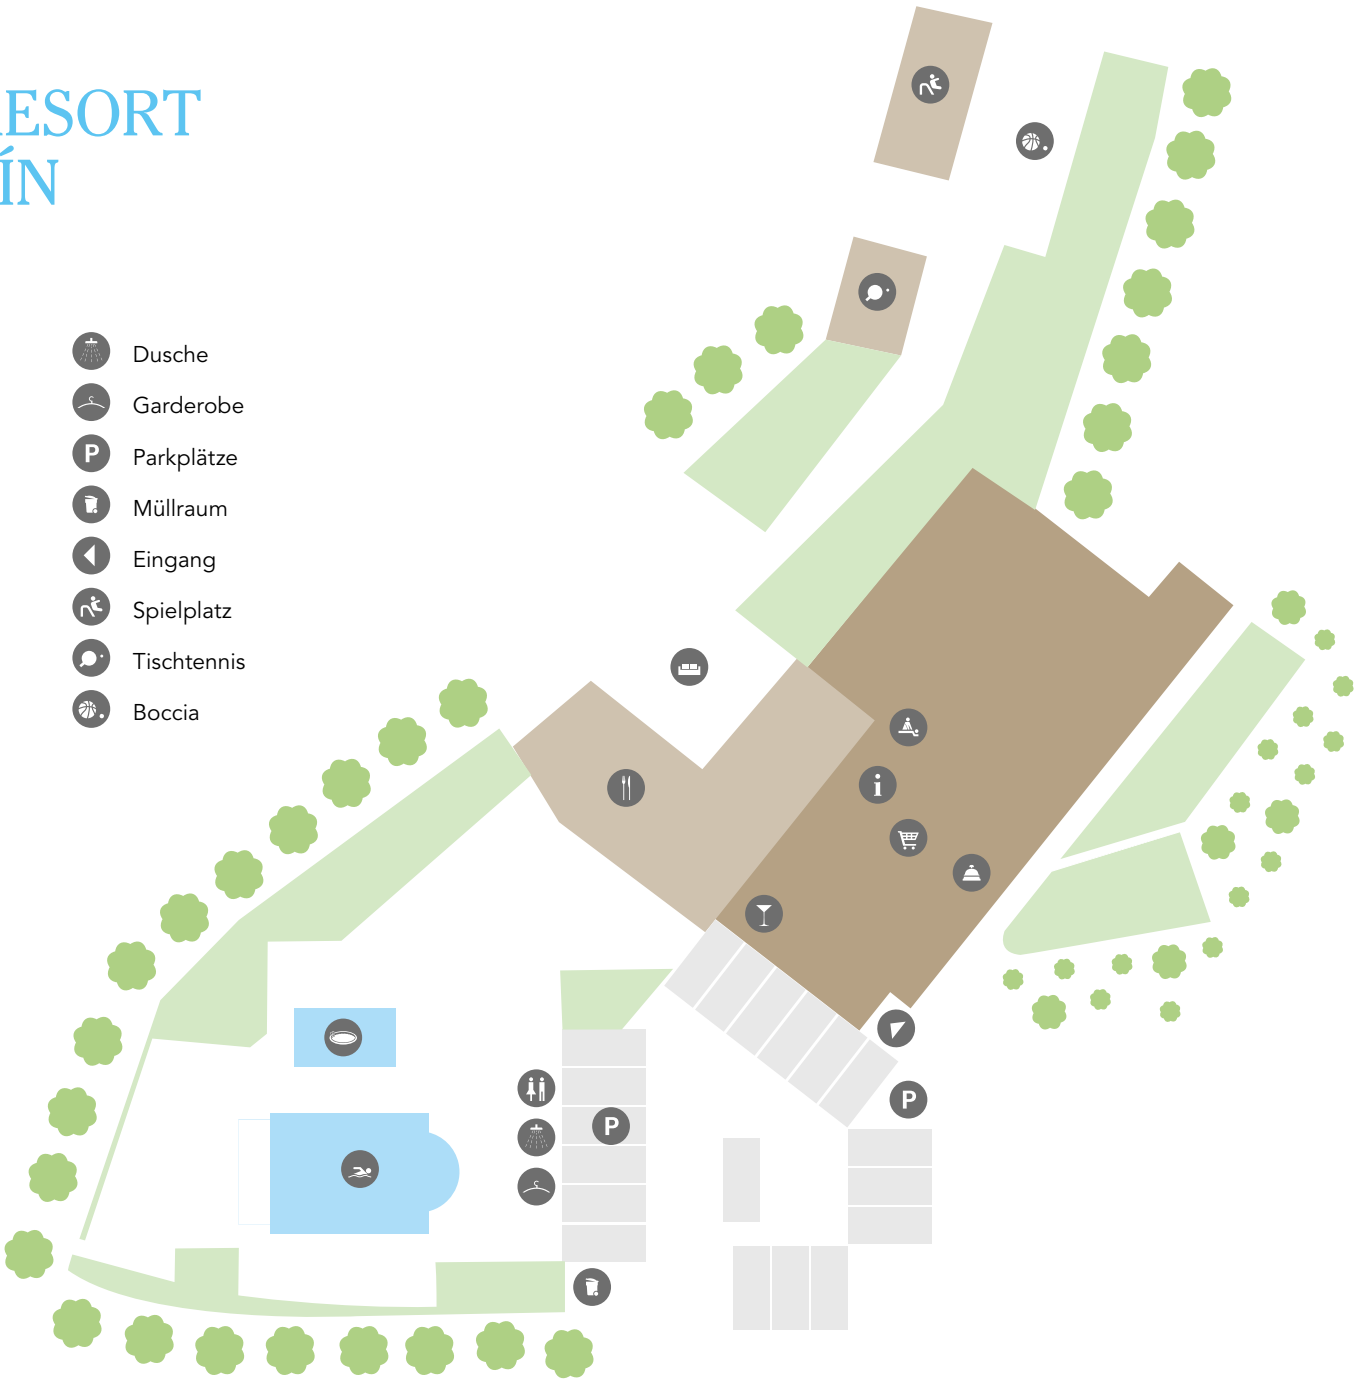 ESORT
ÍN
Dusche
Garderobe
P Parkplätze
Müllraum
Eingang
Spielplatz
Tischtennis
Boccia
i
P
P